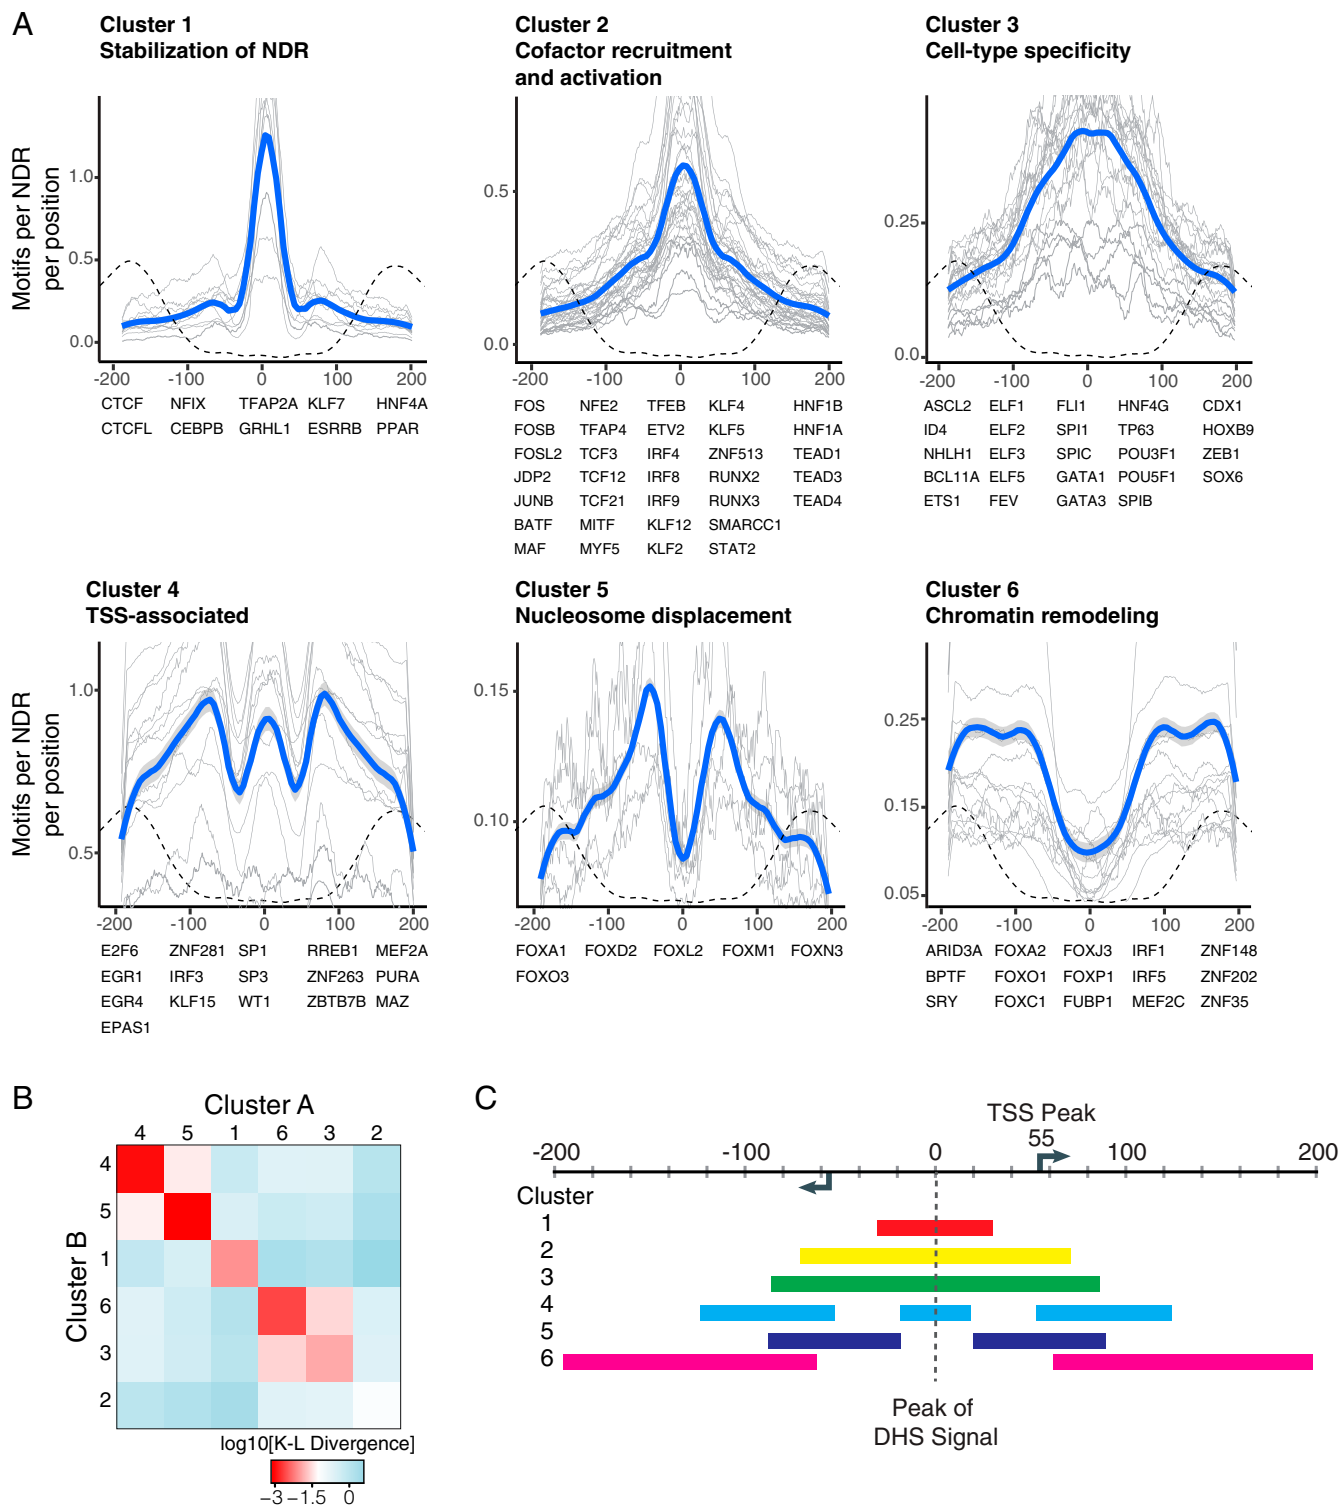 A
Cluster 1
Stabilization of NDR
Cluster 2
Cofactor recruitment
and activation
Cluster 3
Cell-type specificity
Motifs per NDR
per position
1.0
0.5
0.0
-200 -100 0 100 200
CTCF NFIX TFAP2A KLF7 HNF4A
CTCFL CEBPB GRHL1 ESRRB PPAR
0.5
0.0
-200 -100 0 100 200
FOS NFE2 TFEB KLF4 HNF1B
FOSB TFAP4 ETV2 KLF5 HNF1A
FOSL2 TCF3 IRF4 ZNF513 TEAD1
JDP2 TCF12 IRF8 RUNX2 TEAD3
JUNB TCF21 IRF9 RUNX3 TEAD4
BATF MITF KLF12 SMARCC1
MAF MYF5 KLF2 STAT2
0.25
0.0
-200 -100 0 100 200
ASCL2 ELF1 FLI1 HNF4G CDX1
ID4 ELF2 SPI1 TP63 HOXB9
NHLH1 ELF3 SPIC POU3F1 ZEB1
BCL11A ELF5 GATA1 POU5F1 SOX6
ETS1 FEV GATA3 SPIB
Cluster 4
TSS-associated
Cluster 5
Nucleosome displacement
Cluster 6
Chromatin remodeling
Motifs per NDR
per position
1.0
0.5
-200 -100 0 100 200
E2F6 ZNF281 SP1 RREB1 MEF2A
EGR1 IRF3 SP3 ZNF263 PURA
EGR4 KLF15 WT1 ZBTB7B MAZ
EPAS1
0.15
0.10
-200 -100 0 100 200
FOXA1 FOXD2 FOXL2 FOXM1 FOXN3
FOXO3
0.25
0.15
0.05
-200 -100 0 100 200
ARID3A FOXA2 FOXJ3 IRF1 ZNF148
BPTF FOXO1 FOXP1 IRF5 ZNF202
SRY FOXC1 FUBP1 MEF2C ZNF35
B
Cluster A
4 5 1 6 3 2
Cluster B
4
5
1
6
3
2
log10[K-L Divergence]
−3 −1.5 0
C
TSS Peak
55
-200 -100 0 100 200
Cluster
1
2
3
4
5
6
Peak of
DHS Signal